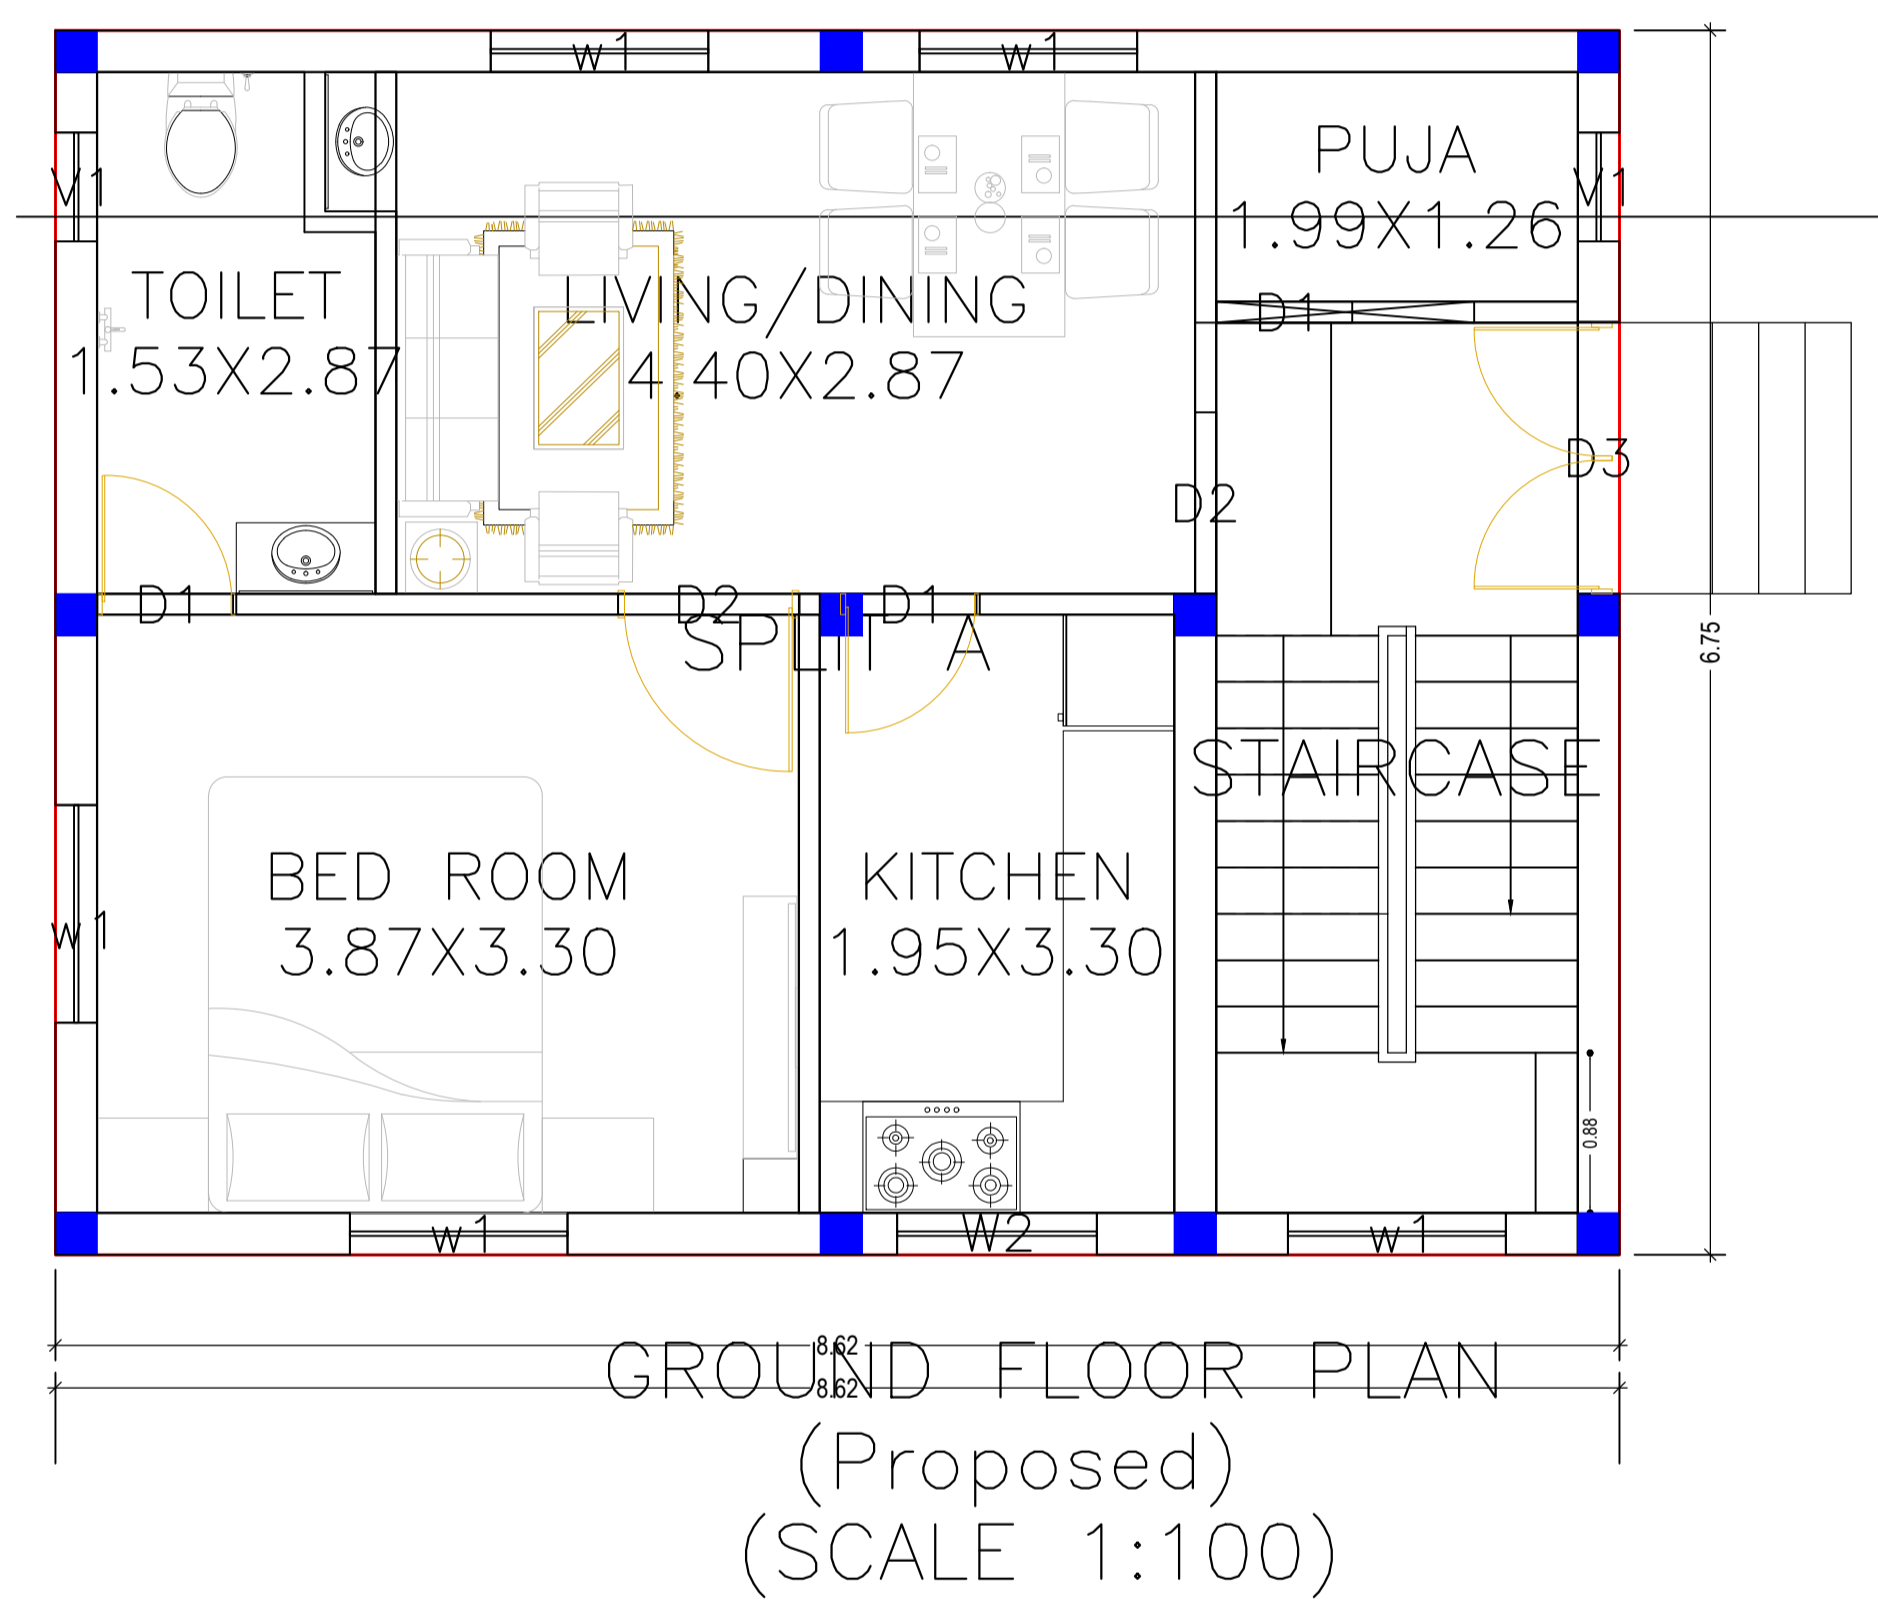 w1
w1
V1
PUJA
V1
1.99X1.26
TOILET
LIVING/DINING
D1
1.53X2.87
4.40X2.87
D3
D2
D1
D2
D1
SPLIT A
6.75
STAIRCASE
BED ROOM
KITCHEN
w1
3.87X3.30
1.95X3.30
0.88
w1
W2
w1
8.62
GROUND FLOOR PLAN
8.62
(Proposed)
(SCALE 1:100)